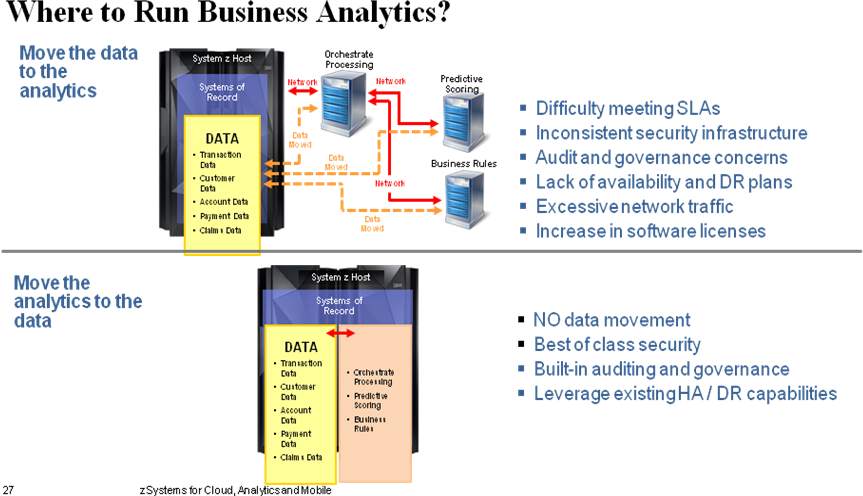 Where to Run Business Analytics?
Move the data
to the
analytics
System z Host
IBM
Systems of
Record
DATA
• Transaction
Data
• Customer
Data
• Account Data
• Payment Data
• Claims Data
Orchestrate
Processing
Network
Network
Predictive
Scoring
Data
Moved
Data
Moved
Business Rules
Network
Data
Moved
▪ Difficulty meeting SLAs
▪ Inconsistent security infrastructure
▪ Audit and governance concerns
▪ Lack of availability and DR plans
▪ Excessive network traffic
▪ Increase in software licenses
Move the
analytics to the
data
System z Host
IBM
Systems of
Record
DATA
• Transaction
Data
• Customer
Data
• Account
Data
• Payment
Data
• Claims Data
• Orchestrate
Processing
• Predictive
Scoring
• Business
Rules
▪ NO data movement
▪ Best of class security
▪ Built-in auditing and governance
▪ Leverage existing HA / DR capabilities
27
z Systems for Cloud, Analytics and Mobile